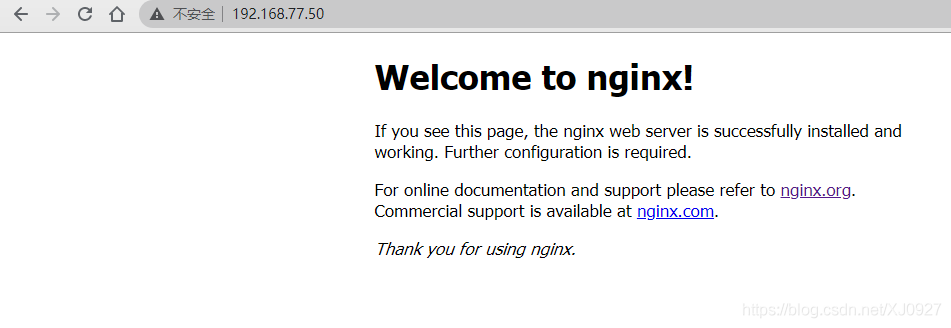 不安全 192.168.77.50
Welcome to nginx!
If you see this page, the nginx web server is successfully installed and
working. Further configuration is required.
For online documentation and support please refer to nginx.org.
Commercial support is available at nginx.com.
Thank you for using nginx.
https://blog.csdn.net/XJ0927